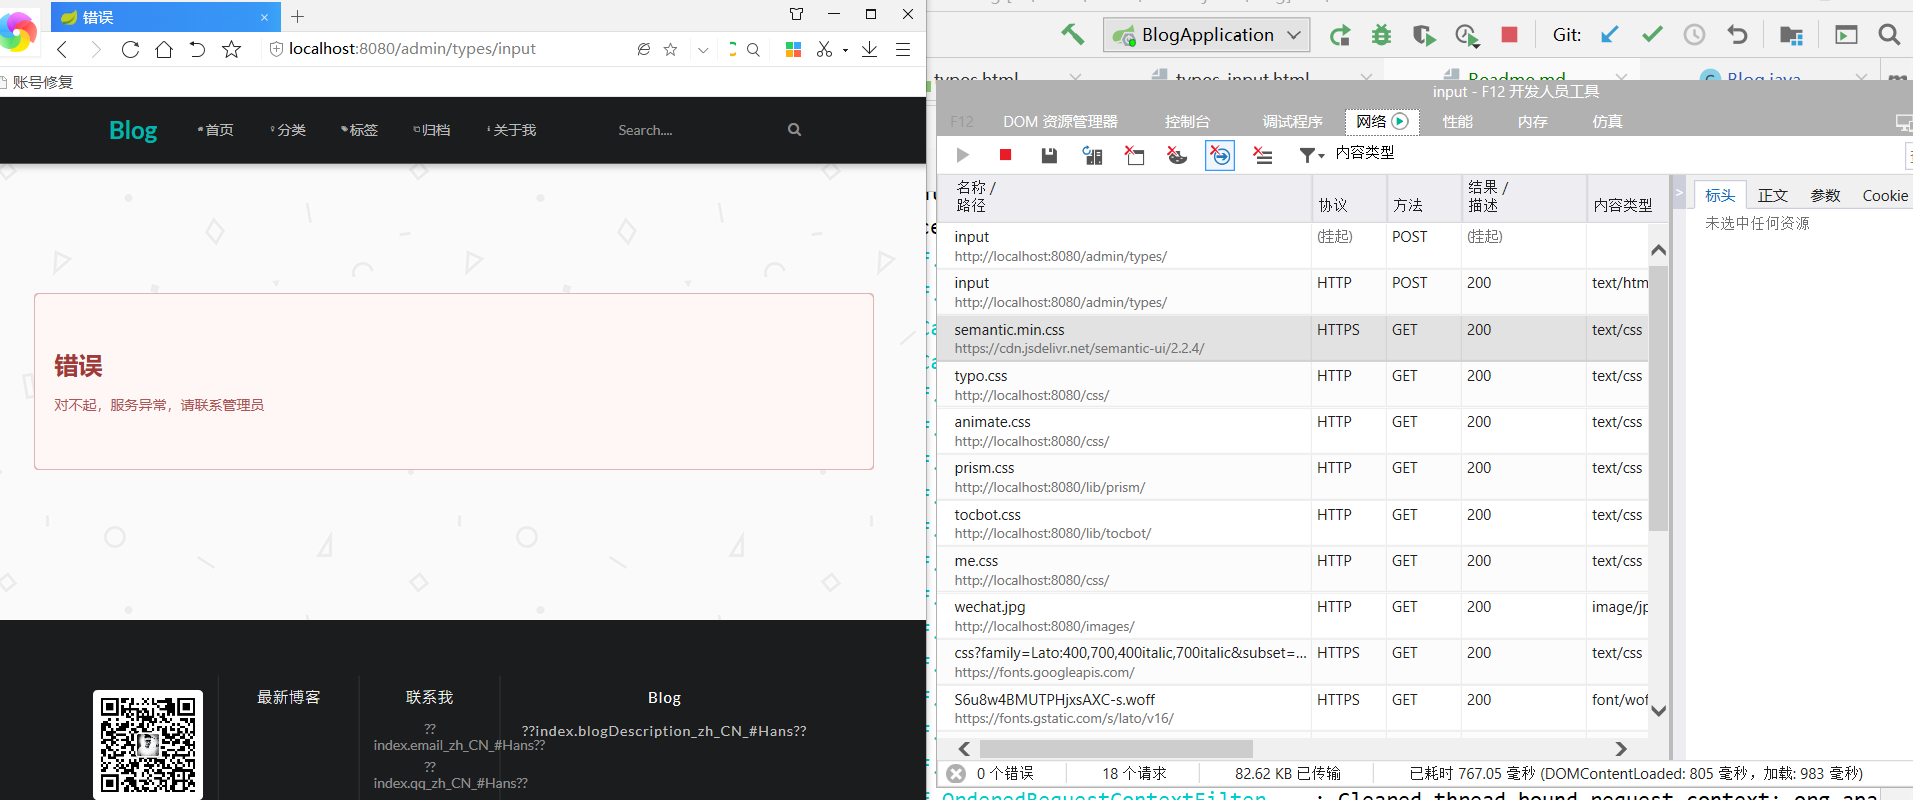 错误
localhost:8080/admin/types/input
账号修复
Blog
首页
分类
标签
归档
关于我
Search....
错误
对不起，服务异常，请联系管理员
最新博客
联系我
??
index.email_zh_CN_#Hans??
??
index.qq_zh_CN_#Hans??
Blog
??index.blogDescription_zh_CN_#Hans??
BlogApplication
Git:
types.html
types-input.html
Readme.md
Blog.java
input - F12 开发人员工具
F12
DOM 资源管理器
控制台
调试程序
网络
性能
内存
仿真
内容类型
名称 /
路径
协议
方法
结果 /
描述
内容类型
input (挂起) POST (挂起)
http://localhost:8080/admin/types/
input HTTP POST 200 text/htm
http://localhost:8080/admin/types/
semantic.min.css HTTPS GET 200 text/css
https://cdn.jsdelivr.net/semantic-ui/2.2.4/
typo.css HTTP GET 200 text/css
http://localhost:8080/css/
animate.css HTTP GET 200 text/css
http://localhost:8080/css/
prism.css HTTP GET 200 text/css
http://localhost:8080/lib/prism/
tocbot.css HTTP GET 200 text/css
http://localhost:8080/lib/tocbot/
me.css HTTP GET 200 text/css
http://localhost:8080/css/
wechat.jpg HTTP GET 200 image/jp
http://localhost:8080/images/
css?family=Lato:400,700,400italic,700italic&subset=... HTTPS GET 200 text/css
https://fonts.googleapis.com/
S6u8w4BMUTPHjxsAXC-s.woff HTTPS GET 200 font/wof
https://fonts.gstatic.com/s/lato/v16/
标头
正文
参数
Cookie
未选中任何资源
0 个错误
18 个请求
82.62 KB 已传输
已耗时 767.05 毫秒 (DOMContentLoaded: 805 毫秒，加载: 983 毫秒)
OrderedRequestContextFilter : Cleared thread-bound request context: org.apa